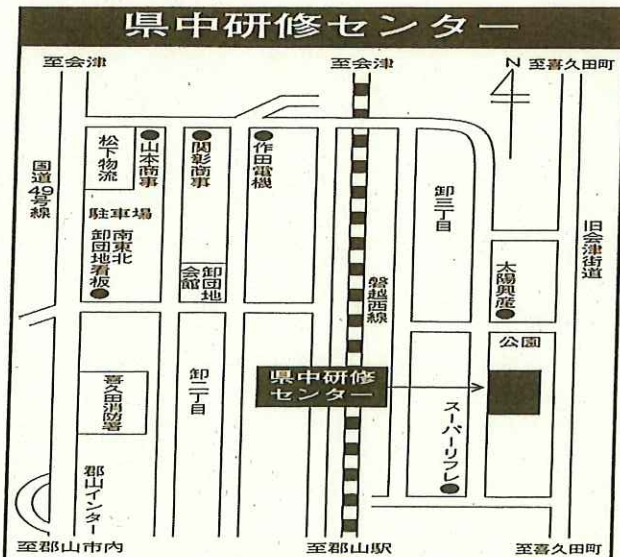 県中研修センター
至会津
至会津
N
至喜久田町
国道49号線
松下物流
山本商事
関彰商事
作田電機
卸三丁目
旧会津街道
駐車場
南東北
卸団地看板
卸団地
会館
磐越西線
太陽興産
公園
喜久田消防署
卸二丁目
県中研修
センター
スーパーリフレ
郡山インター
至郡山市内
至郡山駅
至喜久田町